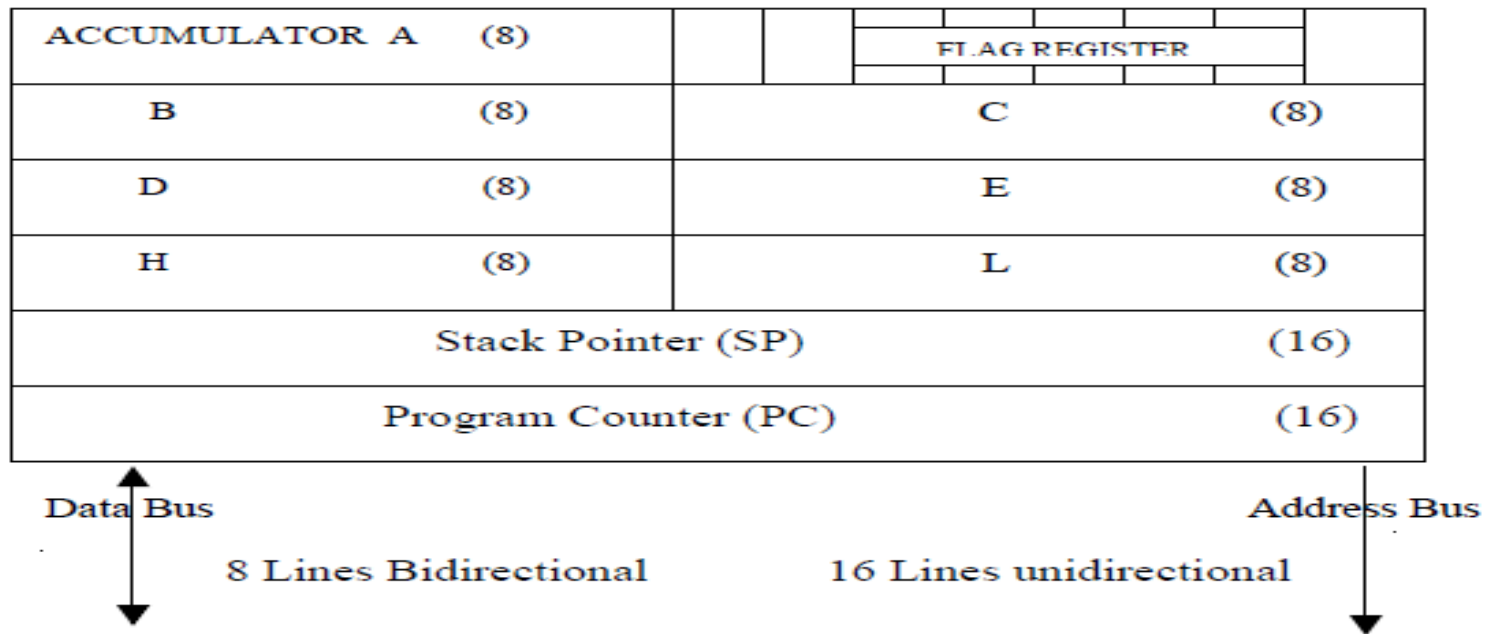 ACCUMULATOR A (8) FLAG REGISTER
B (8) C (8)
D (8) E (8)
H (8) L (8)
Stack Pointer (SP) (16)
Program Counter (PC) (16)
Data Bus Address Bus
8 Lines Bidirectional 16 Lines unidirectional